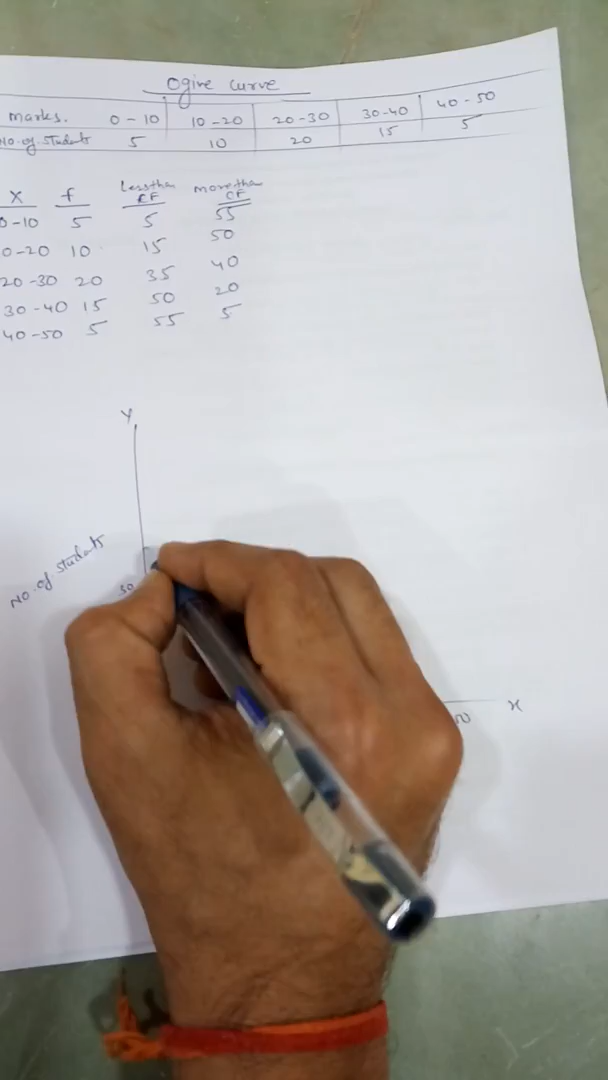 Ogive curve
marks. 0-10 10-20 20-30 30-40 40-50
No. of students 5 10 20 15 5
X f less than CF more than CF
0-10 5 5 55
0-20 10 15 50
20-30 20 35 40
30-40 15 50 20
40-50 5 55 5
Y
No. of students
30
50 X